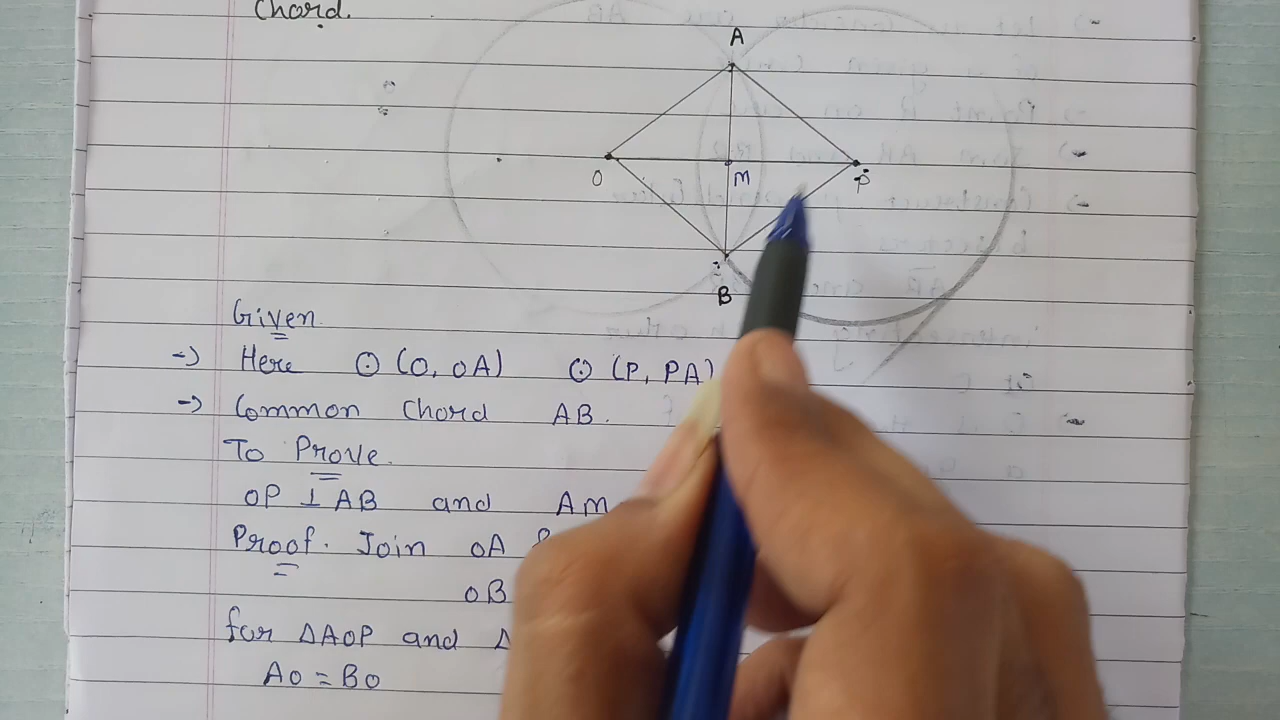 Chord.
A
O M P
B
Given.
-) Here ⊙ (O, OA) ⊙ (P, PA)
-) Common Chord AB.
To Prove.
OP ⊥ AB and AM
Proof. Join OA
OB
for ΔAOP and Δ
AO = BO